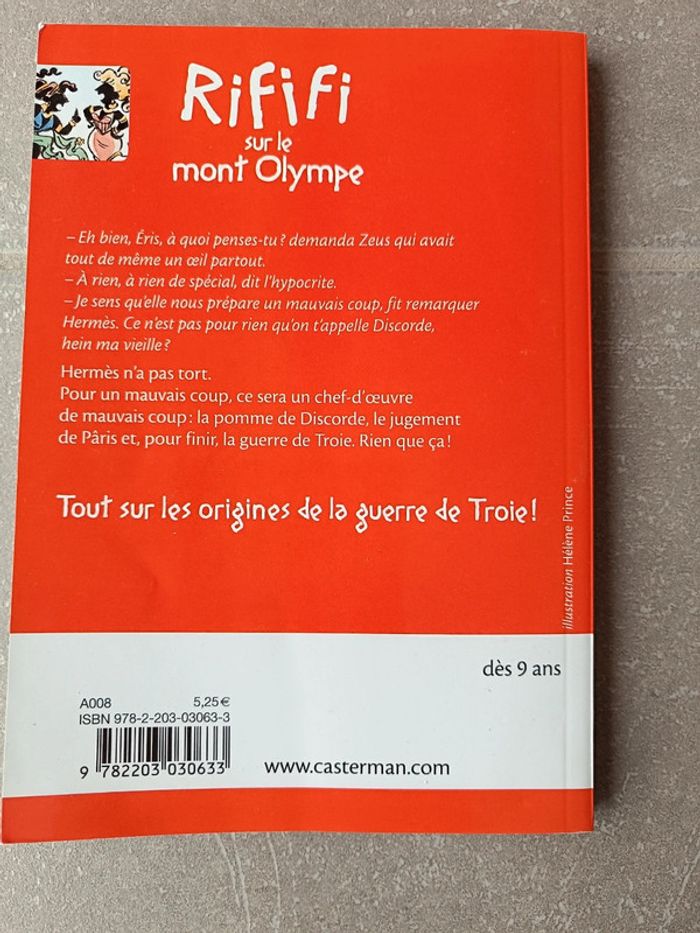 Rififi
sur le
mont Olympe
– Eh bien, Éris, à quoi penses-tu ? demanda Zeus qui avait
tout de même un œil partout.
– À rien, à rien de spécial, dit l'hypocrite.
– Je sens qu'elle nous prépare un mauvais coup, fit remarquer
Hermès. Ce n'est pas pour rien qu'on t'appelle Discorde,
hein ma vieille ?
Hermès n'a pas tort.
Pour un mauvais coup, ce sera un chef-d'œuvre
de mauvais coup : la pomme de Discorde, le jugement
de Pâris et, pour finir, la guerre de Troie. Rien que ça !
Tout sur les origines de la guerre de Troie !
illustration Hélène Prince
dès 9 ans
A008 5,25 €
ISBN 978-2-203-03063-3
9 782203 030633
www.casterman.com